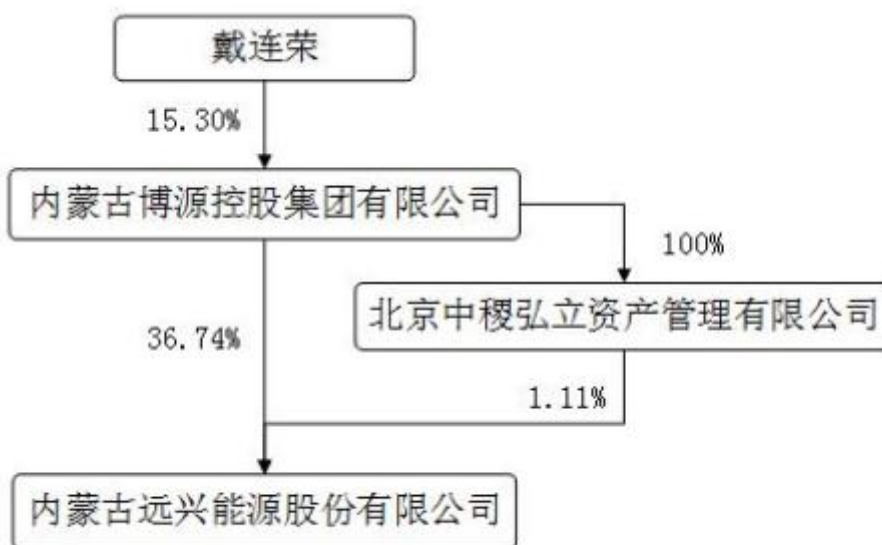 戴连荣
15.30%
内蒙古博源控股集团有限公司
100%
北京中稷弘立资产管理有限公司
36.74%
1.11%
内蒙古远兴能源股份有限公司